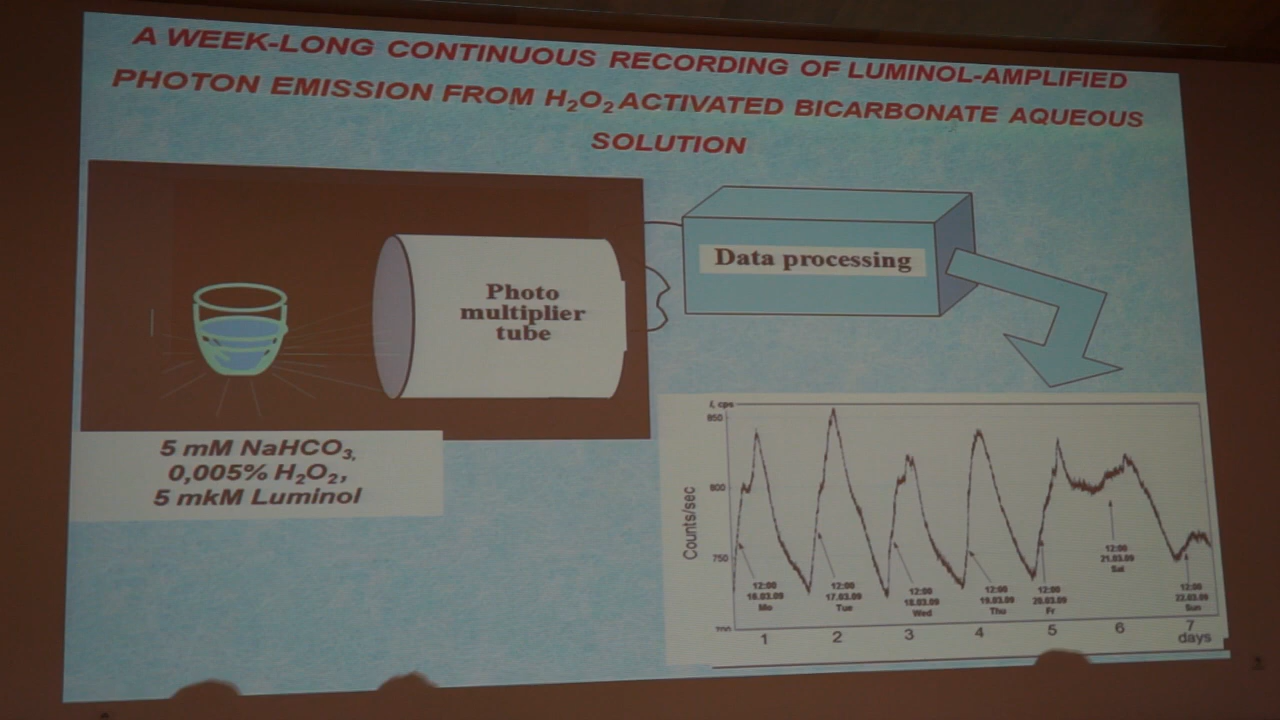 A WEEK-LONG CONTINUOUS RECORDING OF LUMINOL-AMPLIFIED
PHOTON EMISSION FROM H₂O₂ ACTIVATED BICARBONATE AQUEOUS
SOLUTION
Photo
multiplier
tube
Data processing
5 mM NaHCO₃,
0,005% H₂O₂,
5 mkM Luminol
I, cps
850
800
750
700
Counts/sec
12:00
16.03.09
Mo
12:00
17.03.09
Tue
12:00
18.03.09
Wed
12:00
19.03.09
Thu
12:00
20.03.09
Fr
12:00
21.03.09
Sat
12:00
22.03.09
Sun
1 2 3 4 5 6 7
days